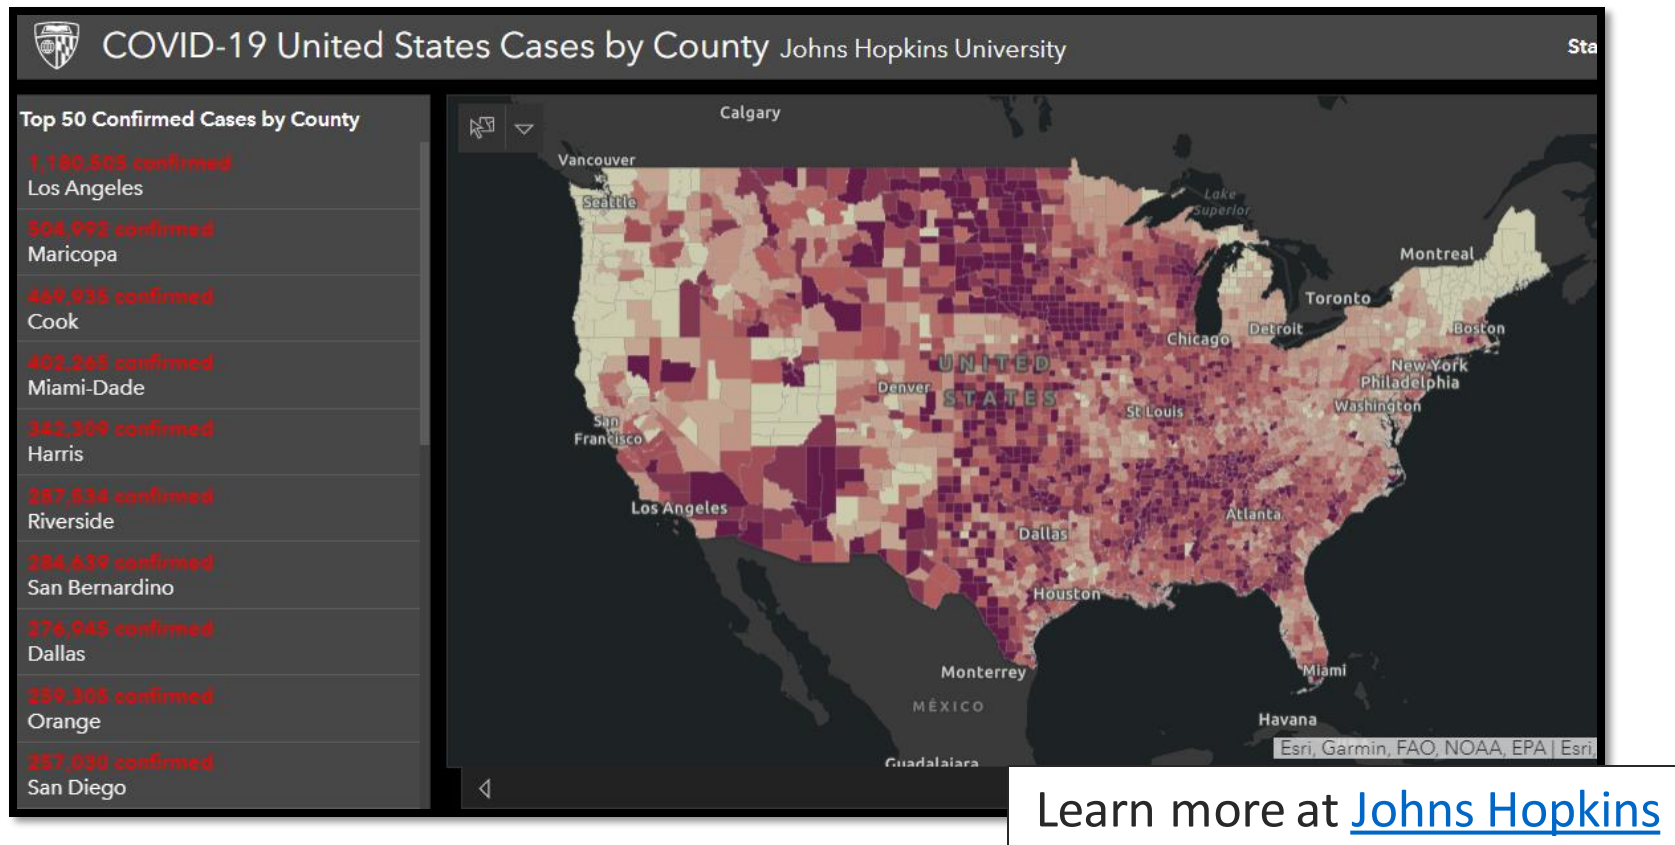 COVID-19 United States Cases by County Johns Hopkins University
Sta
Top 50 Confirmed Cases by County
1,180,505 confirmed
Los Angeles
504,992 confirmed
Maricopa
469,935 confirmed
Cook
402,265 confirmed
Miami-Dade
342,309 confirmed
Harris
287,534 confirmed
Riverside
284,639 confirmed
San Bernardino
276,945 confirmed
Dallas
259,305 confirmed
Orange
257,050 confirmed
San Diego
Calgary
Vancouver
Seattle
Lake
Superior
Montreal
Toronto
Detroit
Boston
Chicago
UNITED
STATES
New York
Denver
Philadelphia
Washington
St Louis
San
Francisco
Los Angeles
Atlanta
Dallas
Houston
Monterrey
Miami
MÉXICO
Havana
Guadalajara
Esri, Garmin, FAO, NOAA, EPA | Esri,
Learn more at Johns Hopkins